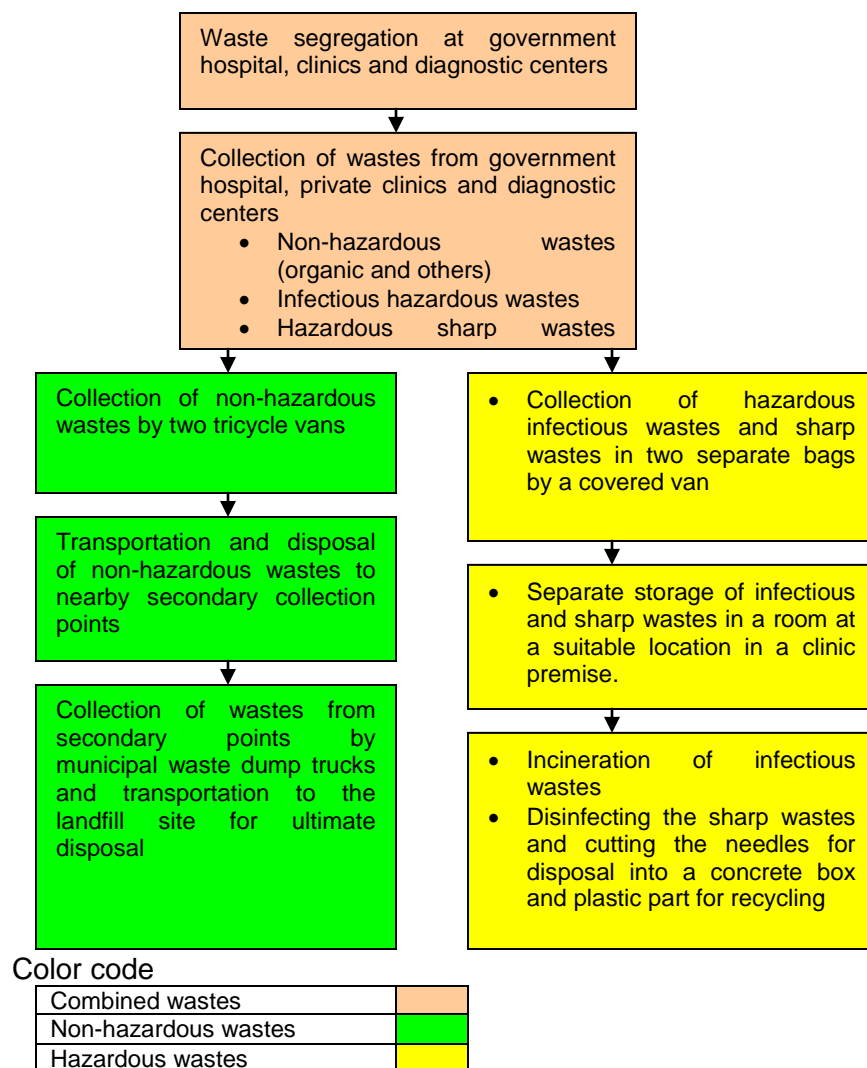 Waste segregation at government
hospital, clinics and diagnostic centers
Collection of wastes from government
hospital, private clinics and diagnostic
centers
• Non-hazardous wastes
(organic and others)
• Infectious hazardous wastes
• Hazardous sharp wastes
Collection of non-hazardous
wastes by two tricycle vans
Transportation and disposal
of non-hazardous wastes to
nearby secondary collection
points
Collection of wastes from
secondary points by
municipal waste dump trucks
and transportation to the
landfill site for ultimate
disposal
• Collection of hazardous
infectious wastes and sharp
wastes in two separate bags
by a covered van
• Separate storage of infectious
and sharp wastes in a room at
a suitable location in a clinic
premise.
• Incineration of infectious
wastes
• Disinfecting the sharp wastes
and cutting the needles for
disposal into a concrete box
and plastic part for recycling
Color code
Combined wastes
Non-hazardous wastes
Hazardous wastes